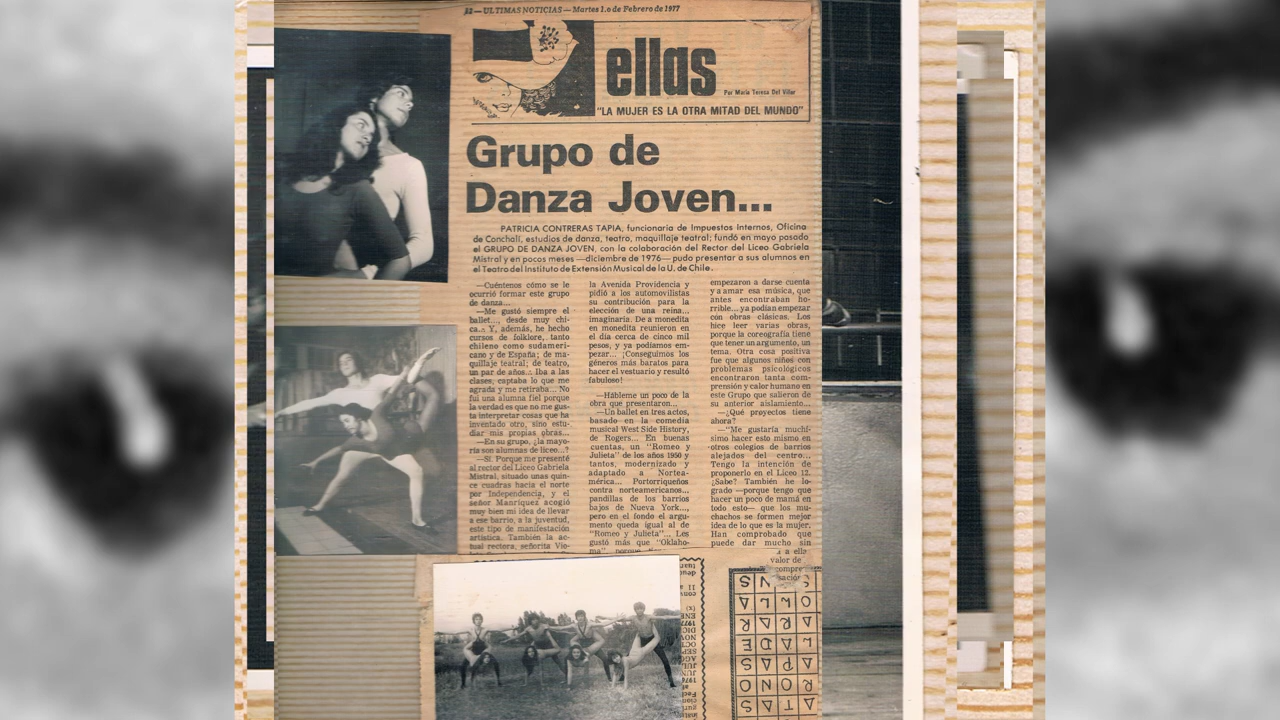 32 — ULTIMAS NOTICIAS — Martes 1.o de Febrero de 1977
ellas
Por María Teresa Del Villar
"LA MUJER ES LA OTRA MITAD DEL MUNDO"
Grupo de
Danza Joven...
PATRICIA CONTRERAS TAPIA, funcionaria de Impuestos Internos, Oficina
de Conchalí, estudios de danza, teatro, maquillaje teatral; fundó en mayo pasado
el GRUPO DE DANZA JOVEN, con la colaboración del Rector del Liceo Gabriela
Mistral y en pocos meses —diciembre de 1976— pudo presentar a sus alumnos en
el Teatro del Instituto de Extensión Musical de la U. de Chile.
—Cuéntenos cómo se le
ocurrió formar este grupo
de danza...
—Me gustó siempre el
ballet..., desde muy chi-
ca... Y, además, he hecho
cursos de folklore, tanto
chileno como sudameri-
cano y de España; de ma-
quillaje teatral; de teatro,
un par de años... Iba a las
clases, captaba lo que me
agrada y me retiraba... No
fui una alumna fiel porque
la verdad es que no me gus-
ta interpretar cosas que ha
inventado otro, sino estu-
diar mis propias obras...
—En su grupo, ¿la mayo-
ría son alumnas de liceo...?
—Sí. Porque me presenté
al rector del Liceo Gabriela
Mistral, situado unas quin-
ce cuadras hacia el norte
por Independencia, y el
señor Manríquez acogió
muy bien mi idea de llevar
a ese barrio, a la juventud,
este tipo de manifestación
artística. También la ac-
tual rectora, señorita Vio-
la Avenida Providencia y
pidió a los automovilistas
su contribución para la
elección de una reina...
imaginaria. De a monedita
en monedita reunieron en
el día cerca de cinco mil
pesos, y ya podíamos em-
pezar... ¡Conseguimos los
géneros más baratos para
hacer el vestuario y resultó
fabuloso!
—Hábleme un poco de la
obra que presentaron...
—Un ballet en tres actos,
basado en la comedia
musical West Side History,
de Rogers... En buenas
cuentas, un "Romeo y
Julieta" de los años 1950 y
tantos, modernizado y
adaptado a Nortea-
mérica... Portorriqueños
contra norteamericanos...
pandillas de los barrios
bajos de Nueva York...,
pero en el fondo el argu-
mento queda igual al de
"Romeo y Julieta"... Les
gustó más que "Oklaho-
ma"
empezaron a darse cuenta
y a amar esa música, que
antes encontraban ho-
rrible... ya podían empezar
con obras clásicas. Los
hice leer varias obras,
porque la coreografía tiene
que tener un argumento, un
tema. Otra cosa positiva
fue que algunos niños con
problemas psicológicos
encontraron tanta com-
prensión y calor humano en
este Grupo que salieron de
su anterior aislamiento...
—¿Qué proyectos tiene
ahora?
—"Me gustaría muchí-
simo hacer esto mismo en
otros colegios de barrios
alejados del centro...
Tengo la intención de
proponerlo en el Liceo 12.
¿Sabe? También he lo-
grado —porque tengo que
hacer un poco de mamá en
todo esto— que los mu-
chachos se formen mejor
idea de lo que es la mujer.
Han comprobado que
puede dar mucho sin
a ella
valor de
compre